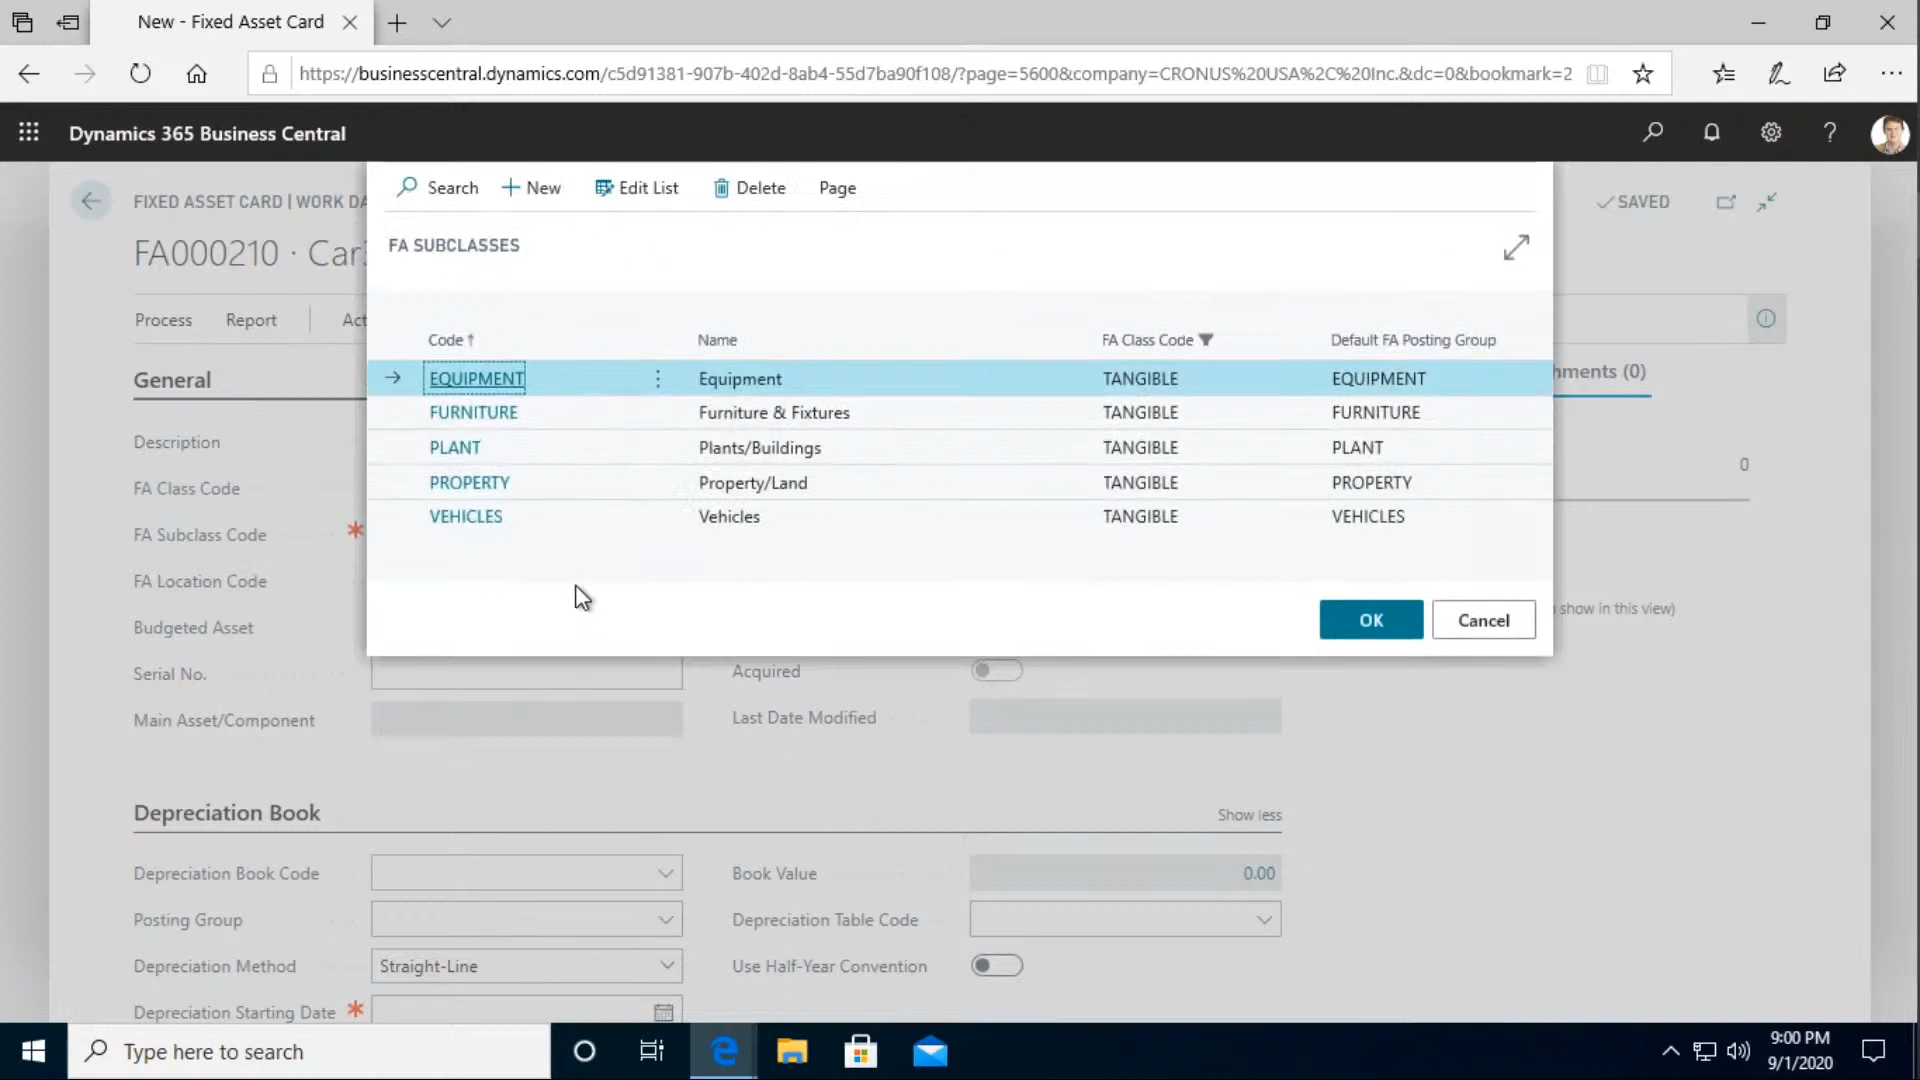 New - Fixed Asset Card
https://businesscentral.dynamics.com/c5d91381-907b-402d-8ab4-55d7ba90f108/?page=5600&company=CRONUS%20USA%2C%20Inc.&dc=0&bookmark=2
Dynamics 365 Business Central
Search New Edit List Delete Page
FIXED ASSET CARD | WORK DA
SAVED
FA SUBCLASSES
FA000210 · Car
Process Report Act
Code ↑ Name FA Class Code Default FA Posting Group
EQUIPMENT Equipment TANGIBLE EQUIPMENT
FURNITURE Furniture & Fixtures TANGIBLE FURNITURE
PLANT Plants/Buildings TANGIBLE PLANT
PROPERTY Property/Land TANGIBLE PROPERTY
VEHICLES Vehicles TANGIBLE VEHICLES
OK Cancel
hments (0)
0
show in this view)
General
Description
FA Class Code
FA Subclass Code *
FA Location Code
Budgeted Asset
Serial No.
Main Asset/Component
Acquired
Last Date Modified
Depreciation Book Show less
Depreciation Book Code
Posting Group
Depreciation Method Straight-Line
Depreciation Starting Date *
Book Value 0.00
Depreciation Table Code
Use Half-Year Convention
Type here to search
9:00 PM
9/1/2020